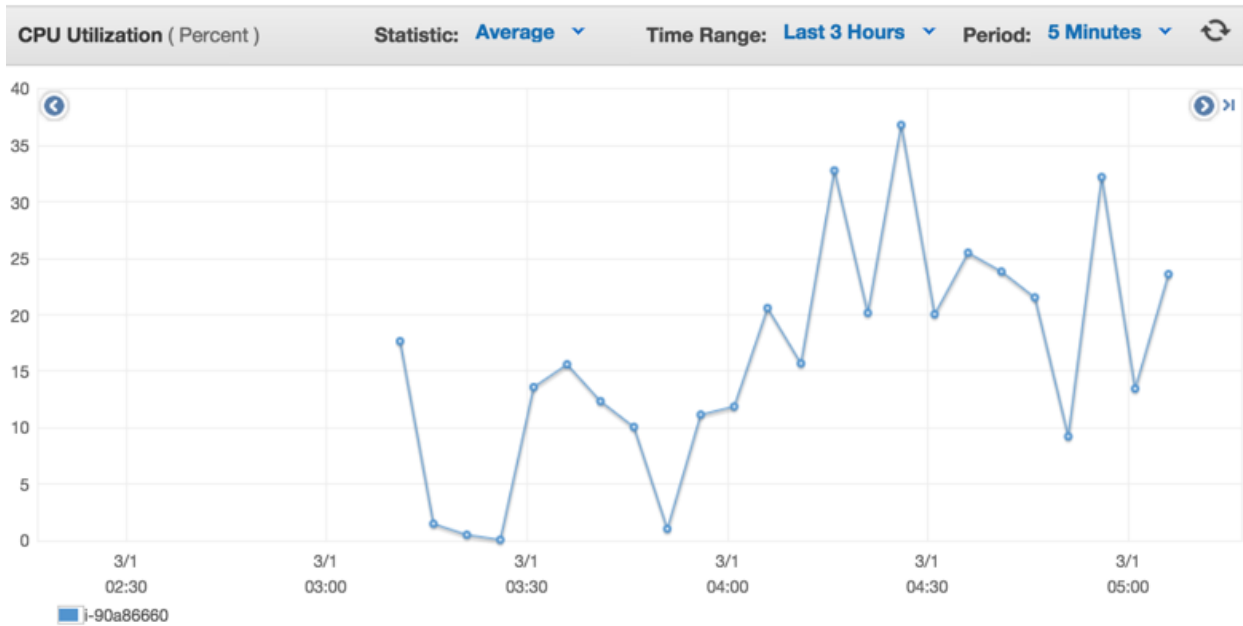 CPU Utilization ( Percent ) Statistic: Average Time Range: Last 3 Hours Period: 5 Minutes
40
35
30
25
20
15
10
5
0
3/1 3/1 3/1 3/1 3/1 3/1
02:30 03:00 03:30 04:00 04:30 05:00
i-90a86660